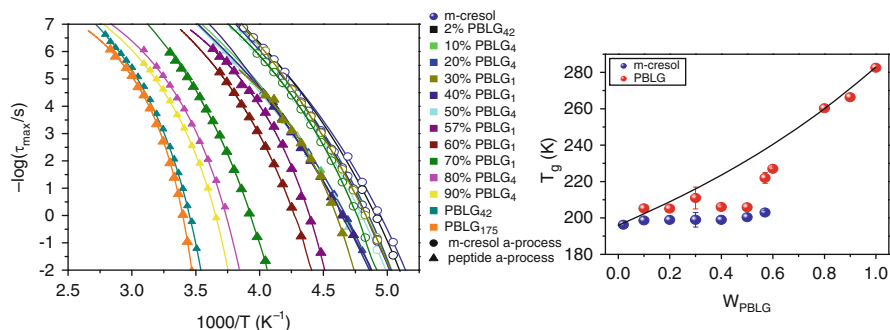 7
6
5
4
3
2
1
0
-1
-2
−log(τmax/s)
2.5 3.0 3.5 4.0 4.5 5.0
1000/T (K⁻¹)
m-cresol
2% PBLG₄₂
10% PBLG₄
20% PBLG₄
30% PBLG₁
40% PBLG₁
50% PBLG₄
57% PBLG₁
60% PBLG₁
70% PBLG₁
80% PBLG₄
90% PBLG₄
PBLG₄₂
PBLG₁₇₅
m-cresol a-process
peptide a-process
m-cresol
PBLG
280
260
240
220
200
180
Tg (K)
0.0 0.2 0.4 0.6 0.8 1.0
W_PBLG